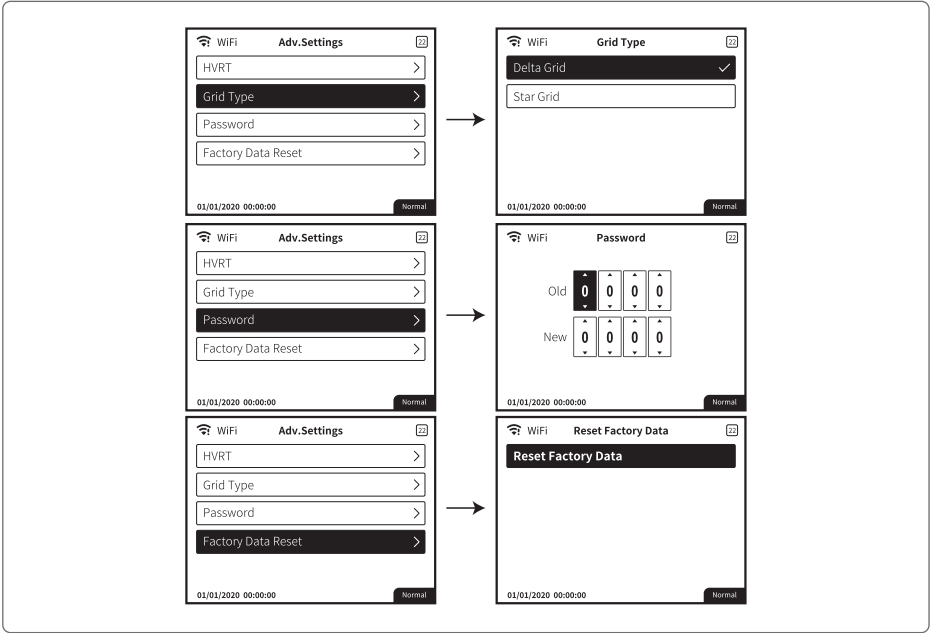 WiFi Adv.Settings 22
HVRT
Grid Type
Password
Factory Data Reset
01/01/2020 00:00:00 Normal
WiFi Grid Type 22
Delta Grid
Star Grid
01/01/2020 00:00:00 Normal
WiFi Adv.Settings 22
HVRT
Grid Type
Password
Factory Data Reset
01/01/2020 00:00:00 Normal
WiFi Password 22
Old 0 0 0 0
New 0 0 0 0
01/01/2020 00:00:00 Normal
WiFi Adv.Settings 22
HVRT
Grid Type
Password
Factory Data Reset
01/01/2020 00:00:00 Normal
WiFi Reset Factory Data 22
Reset Factory Data
01/01/2020 00:00:00 Normal